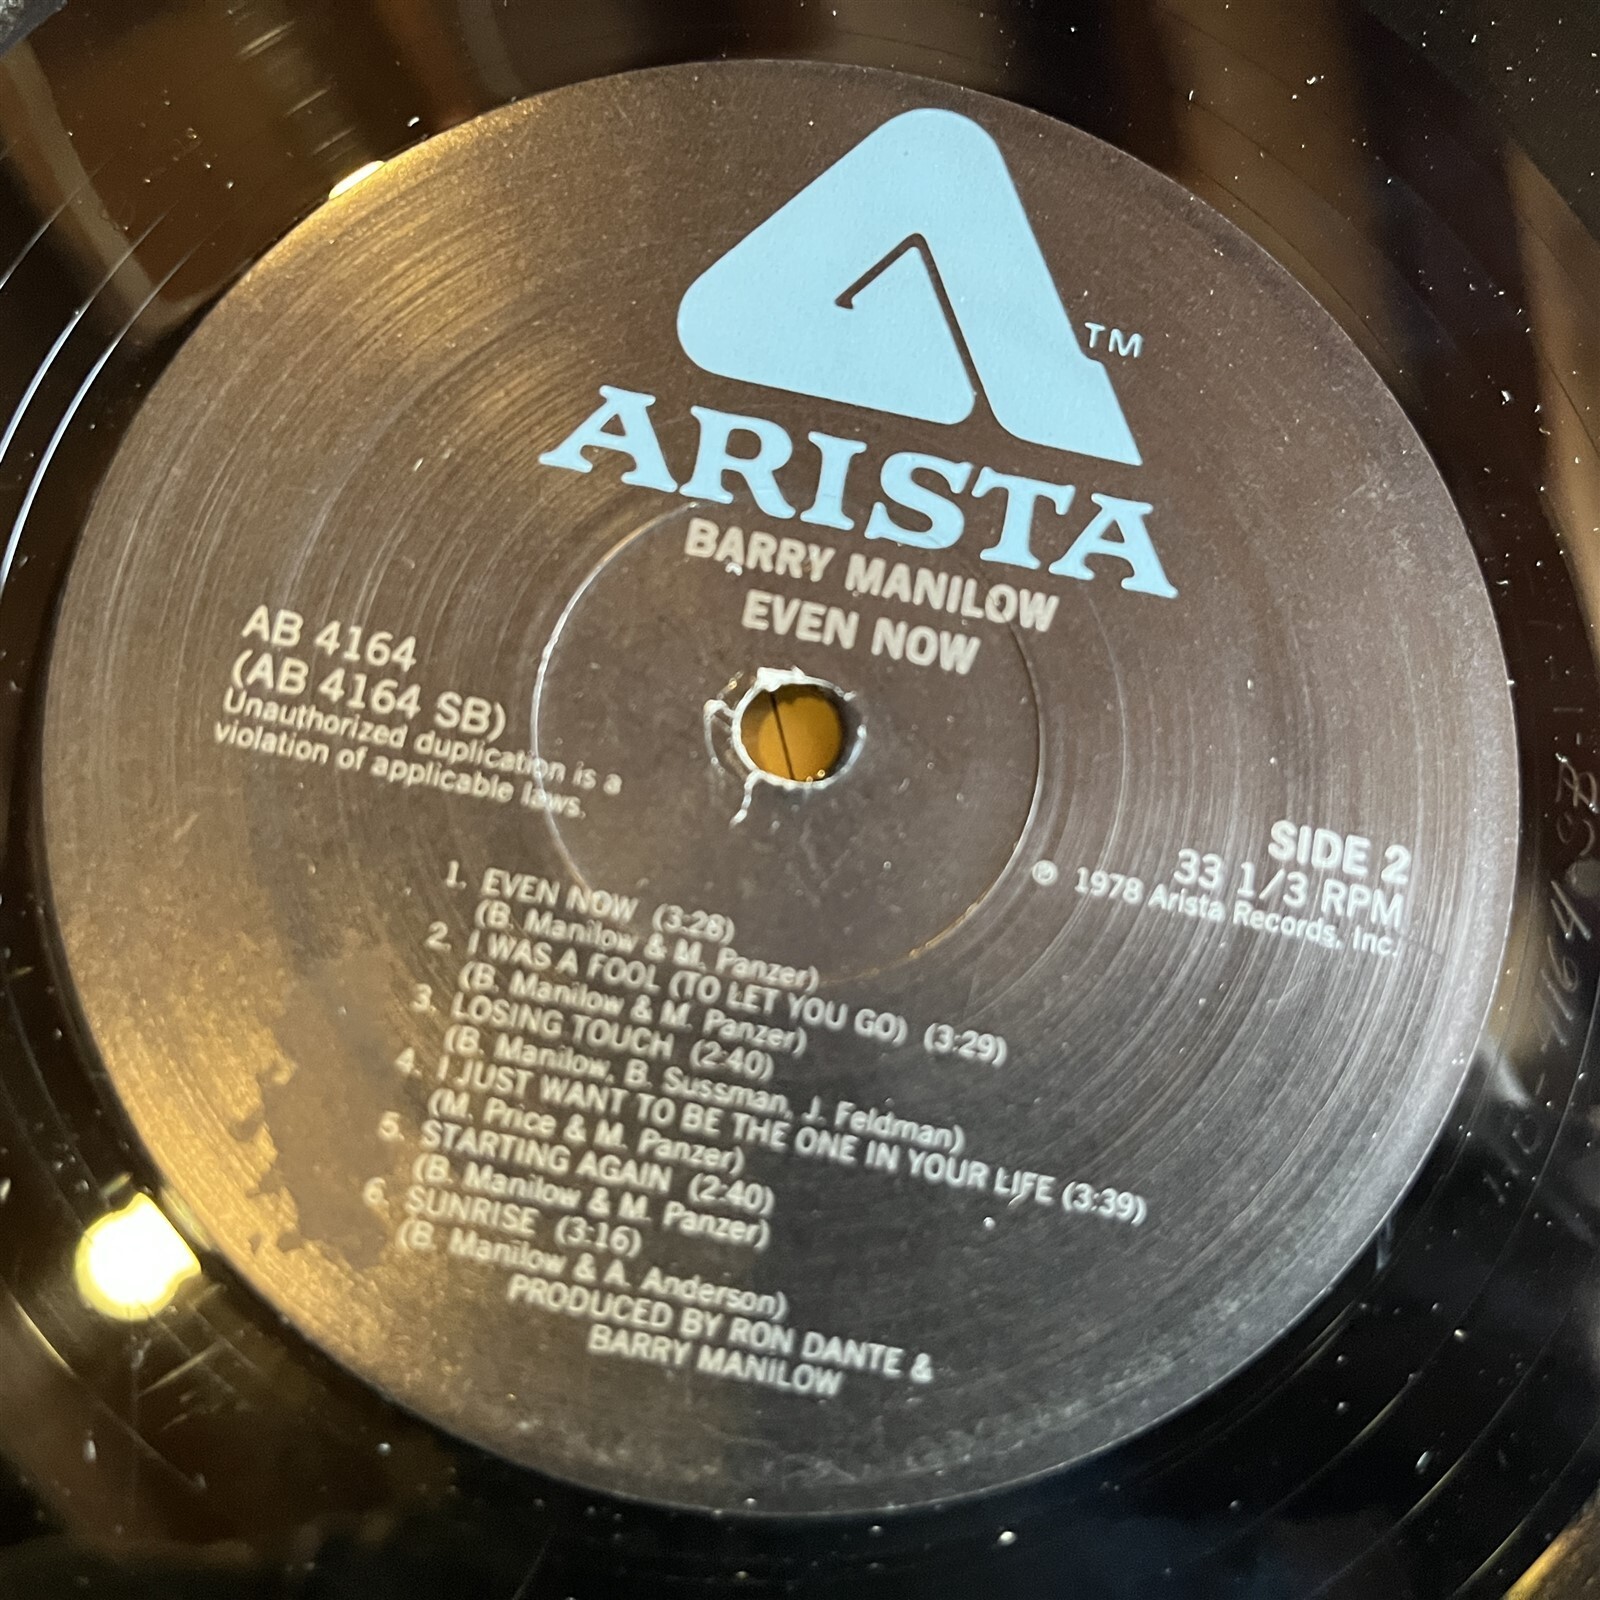 TM
ARISTA
BARRY MANILOW
EVEN NOW
AB 4164
(AB 4164 SB)
Unauthorized duplication is a
violation of applicable laws.
SIDE 2
33 1/3 RPM
℗ 1978 Arista Records, Inc.
1. EVEN NOW (3:28)
(B. Manilow & M. Panzer)
2. I WAS A FOOL (TO LET YOU GO) (3:29)
(B. Manilow & M. Panzer)
3. LOSING TOUCH (2:40)
(B. Manilow, B. Sussman, J. Feldman)
4. I JUST WANT TO BE THE ONE IN YOUR LIFE (3:39)
(M. Price & M. Panzer)
5. STARTING AGAIN (2:40)
(B. Manilow & M. Panzer)
6. SUNRISE (3:16)
(B. Manilow & A. Anderson)
PRODUCED BY RON DANTE &
BARRY MANILOW